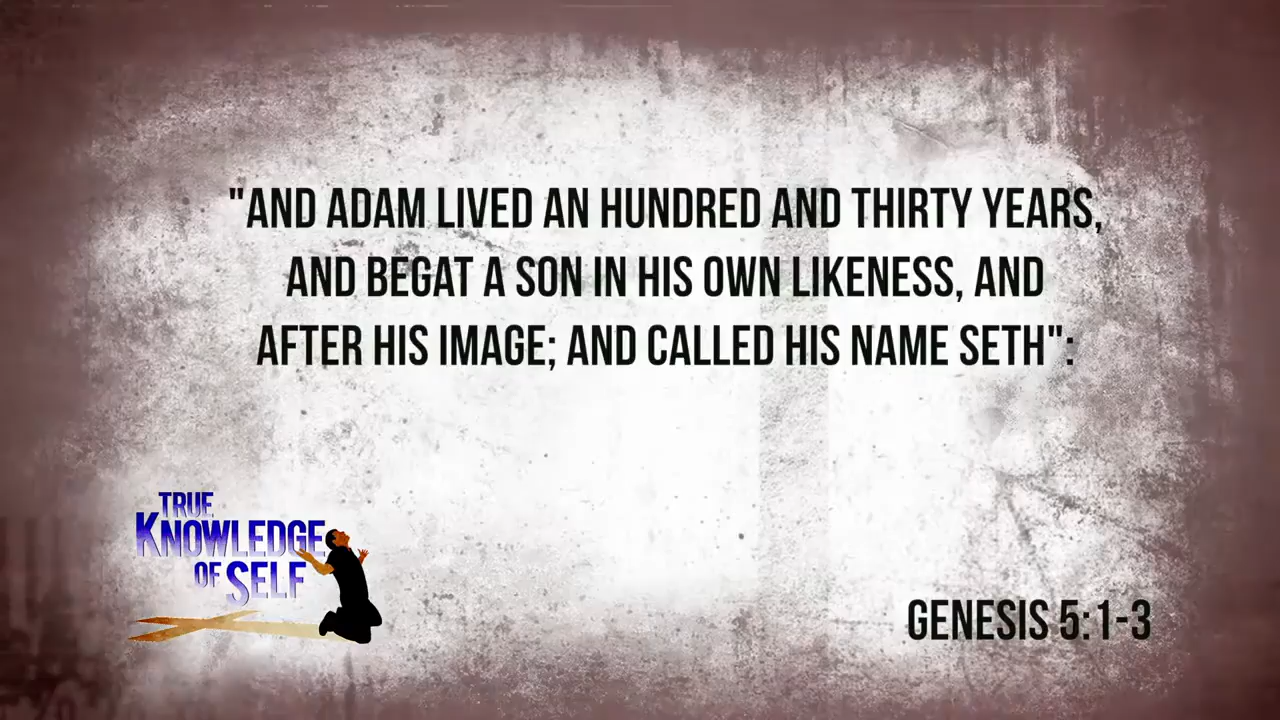 "AND ADAM LIVED AN HUNDRED AND THIRTY YEARS,
AND BEGAT A SON IN HIS OWN LIKENESS, AND
AFTER HIS IMAGE; AND CALLED HIS NAME SETH":
TRUE
KNOWLEDGE
OF SELF
GENESIS 5:1-3